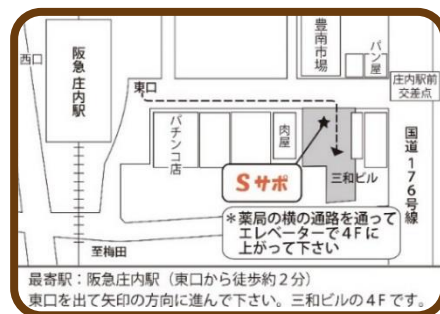 西口
阪急 庄内駅
東口
豊南市場
パン屋
庄内駅前
交差点
パチンコ店
肉屋
★
Sサポ
三和ビル
国道176号線
＊薬局の横の通路を通って
エレベーターで4Fに
上がって下さい
至梅田
最寄駅：阪急庄内駅（東口から徒歩約2分）
東口を出て矢印の方向に進んで下さい。三和ビルの4Fです。